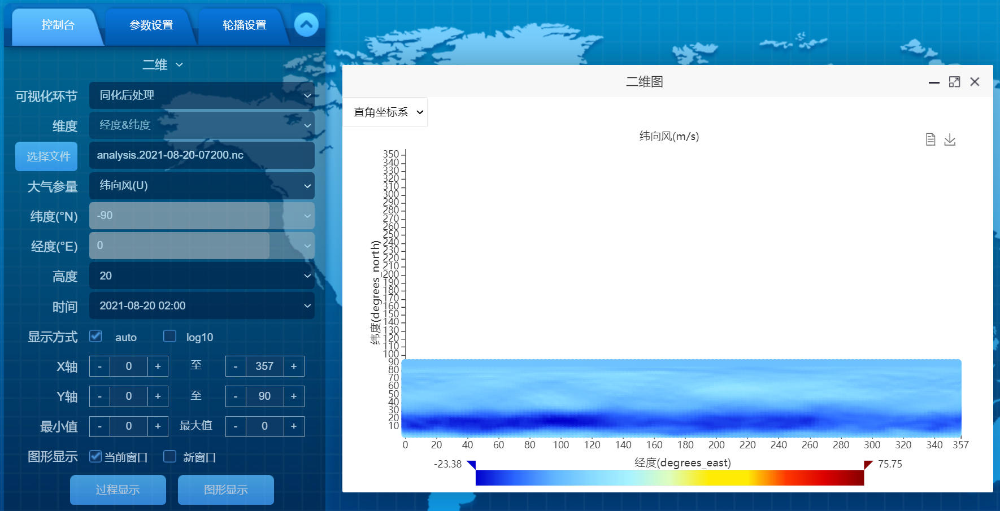 控制台 参数设置 轮播设置
二维
可视化环节 同化后处理
维度 经度&纬度
选择文件 analysis.2021-08-20-07200.nc
大气参量 纬向风(U)
纬度(°N) -90
经度(°E) 0
高度 20
时间 2021-08-20 02:00
显示方式 auto log10
X轴 - 0 + 至 - 357 +
Y轴 - 0 + 至 - 90 +
最小值 - 0 + 最大值 - 0 +
图形显示 当前窗口 新窗口
过程显示 图形显示
二维图
直角坐标系
纬向风(m/s)
纬度(degrees_north)
350
340
330
320
310
300
290
280
270
260
250
240
230
220
210
200
190
180
170
160
150
140
130
120
110
100
90
80
70
60
50
40
30
20
10
0 20 40 60 80 100 120 140 160 180 200 220 240 260 280 300 320 340 357
经度(degrees_east)
-23.38 75.75